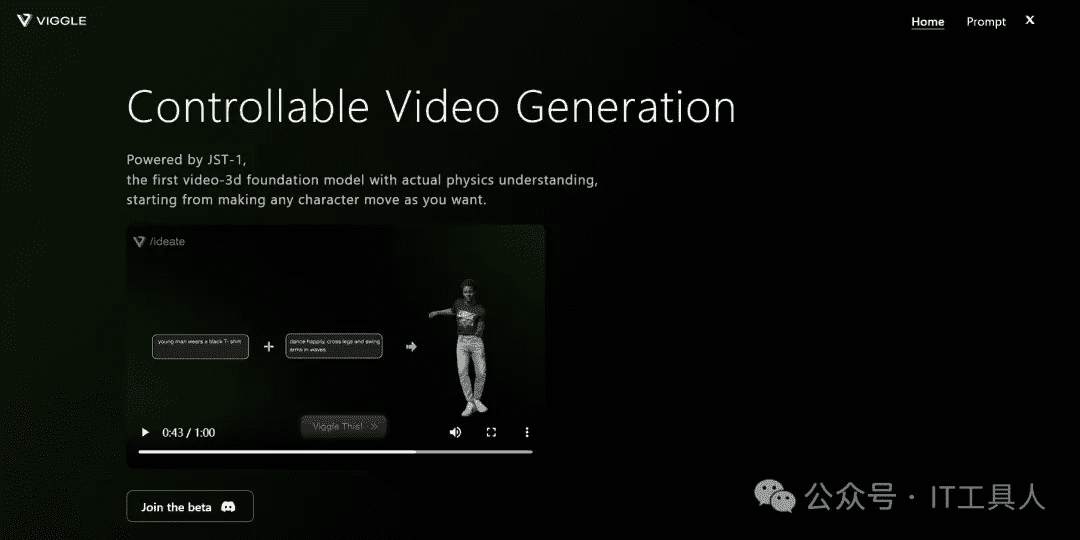 VIGGLE
Home Prompt X
Controllable Video Generation
Powered by JST-1,
the first video-3d foundation model with actual physics understanding,
starting from making any character move as you want.
/ideate
young man wears a black T- shirt
+
dance happily, cross legs and swing
arms in waves
0:43 / 1:00
Viggle This! »
Join the beta
公众号 · IT工具人